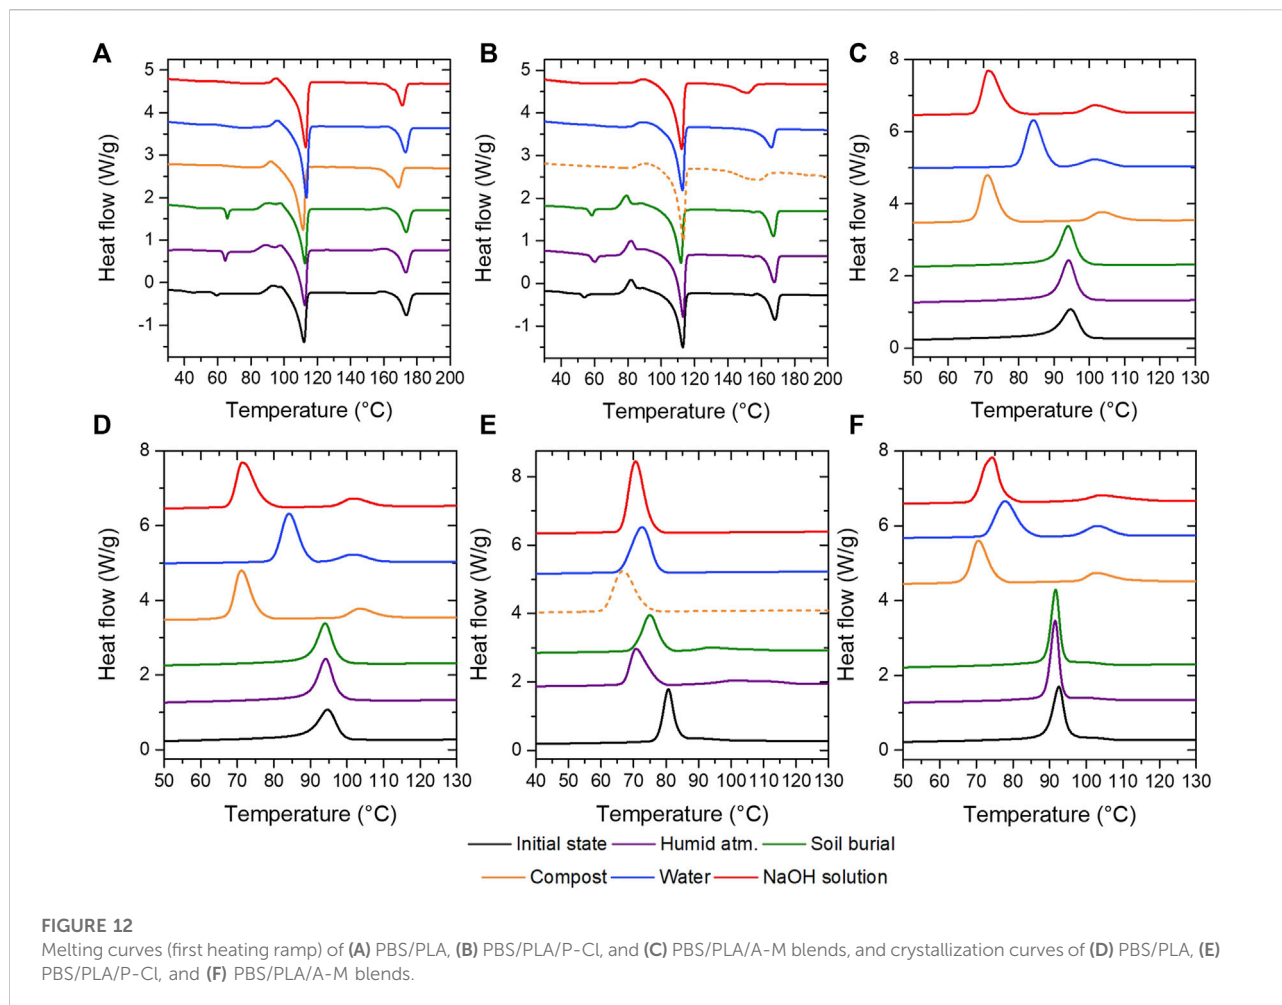 A
B
C
5
4
3
2
1
0
-1
Heat flow (W/g)
40 60 80 100 120 140 160 180 200
Temperature (°C)
5
4
3
2
1
0
-1
Heat flow (W/g)
40 60 80 100 120 140 160 180 200
Temperature (°C)
8
6
4
2
0
Heat flow (W/g)
50 60 70 80 90 100 110 120 130
Temperature (°C)
D
E
F
8
6
4
2
0
Heat flow (W/g)
50 60 70 80 90 100 110 120 130
Temperature (°C)
8
6
4
2
0
Heat flow (W/g)
40 50 60 70 80 90 100 110 120 130
Temperature (°C)
8
6
4
2
0
Heat flow (W/g)
50 60 70 80 90 100 110 120 130
Temperature (°C)
Initial state Humid atm. Soil burial
Compost Water NaOH solution
FIGURE 12
Melting curves (first heating ramp) of (A) PBS/PLA, (B) PBS/PLA/P-Cl, and (C) PBS/PLA/A-M blends, and crystallization curves of (D) PBS/PLA, (E)
PBS/PLA/P-Cl, and (F) PBS/PLA/A-M blends.